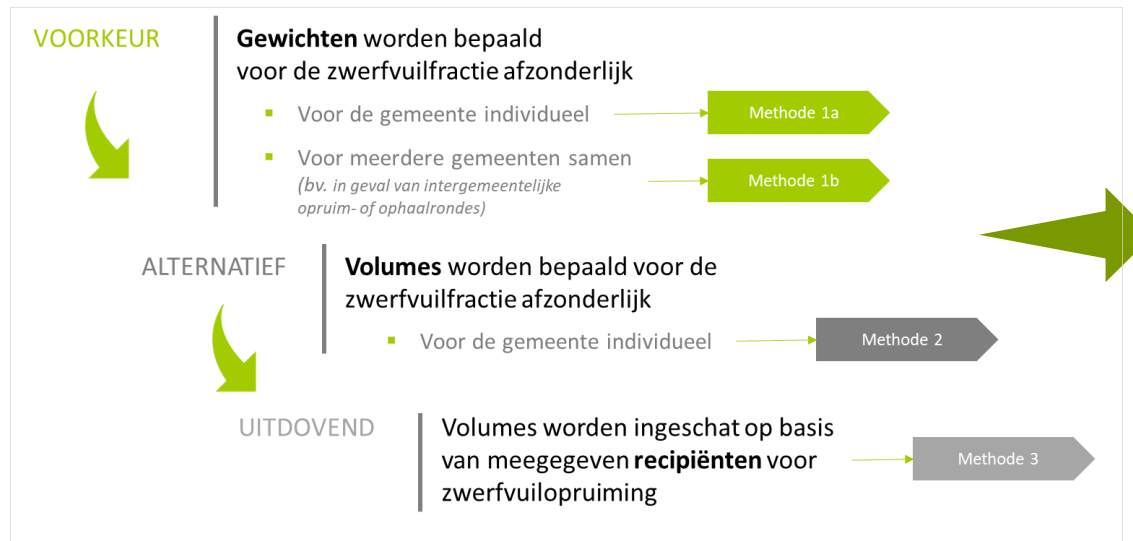 VOORKEUR
Gewichten worden bepaald
voor de zwerfvuilfractie afzonderlijk
▪ Voor de gemeente individueel
Methode 1a
▪ Voor meerdere gemeenten samen
(bv. in geval van intergemeentelijke
opruim- of ophaalrondes)
Methode 1b
ALTERNATIEF
Volumes worden bepaald voor de
zwerfvuilfractie afzonderlijk
▪ Voor de gemeente individueel
Methode 2
UITDOVEND
Volumes worden ingeschat op basis
van meegegeven recipiënten voor
zwerfvuilopruiming
Methode 3